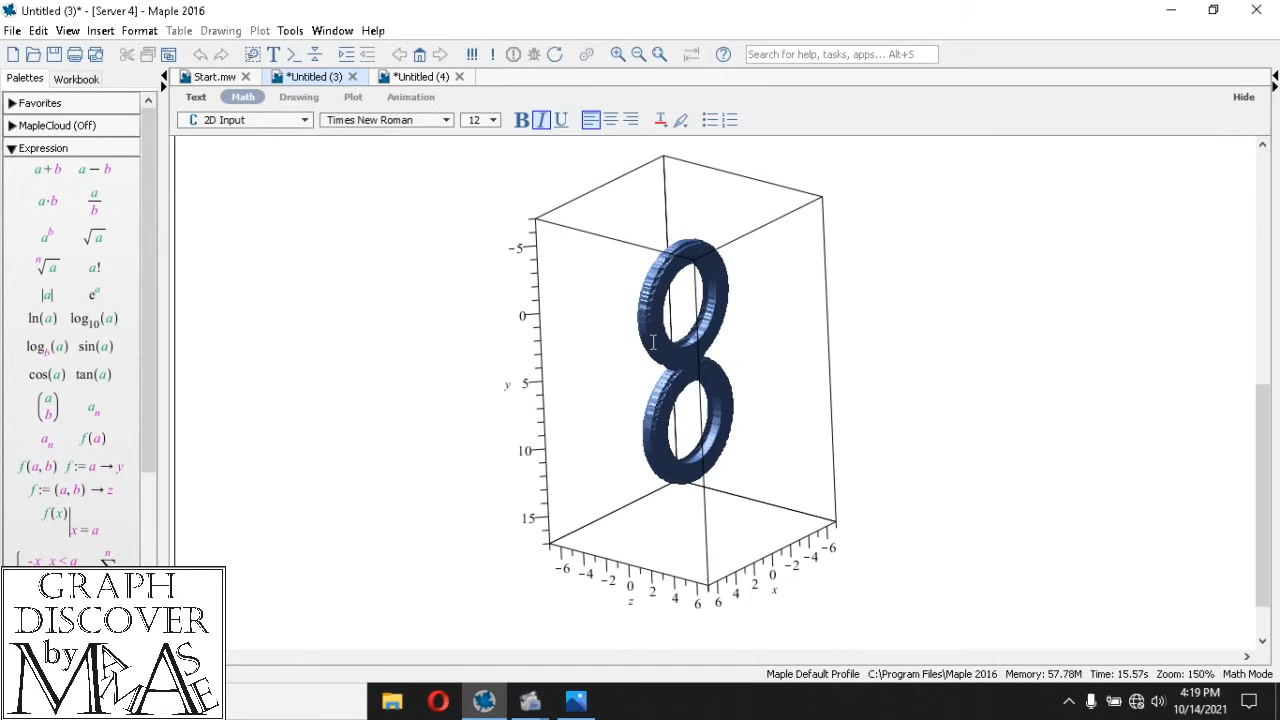 Untitled (3)* - [Server 4] - Maple 2016
File Edit View Insert Format Table Drawing Plot Tools Window Help
Search for help, tasks, apps... Alt+5
Palettes Workbook
Start.mw *Untitled (3) *Untitled (4)
Text Math Drawing Plot Animation Hide
C 2D Input Times New Roman 12 B I U
Favorites
MapleCloud (Off)
Expression
a+b a−b
a·b a/b
a^b √a
ⁿ√a a!
|a| e^a
ln(a) log₁₀(a)
log_b(a) sin(a)
cos(a) tan(a)
(a b) a_n
a_n f(a)
f(a, b) f := a → y
f := (a, b) → z
f(x)| x = a
-x x < a n Σ
-5
0
y 5
10
15
-6 -4 -2 0 2 4 6
z
6 4 2 0 -2 -4 -6
x
GRAPH
DISCOVER
by
Maple Default Profile C:\Program Files\Maple 2016 Memory: 57.78M Time: 15.57s Zoom: 150% Math Mode
4:19 PM
10/14/2021